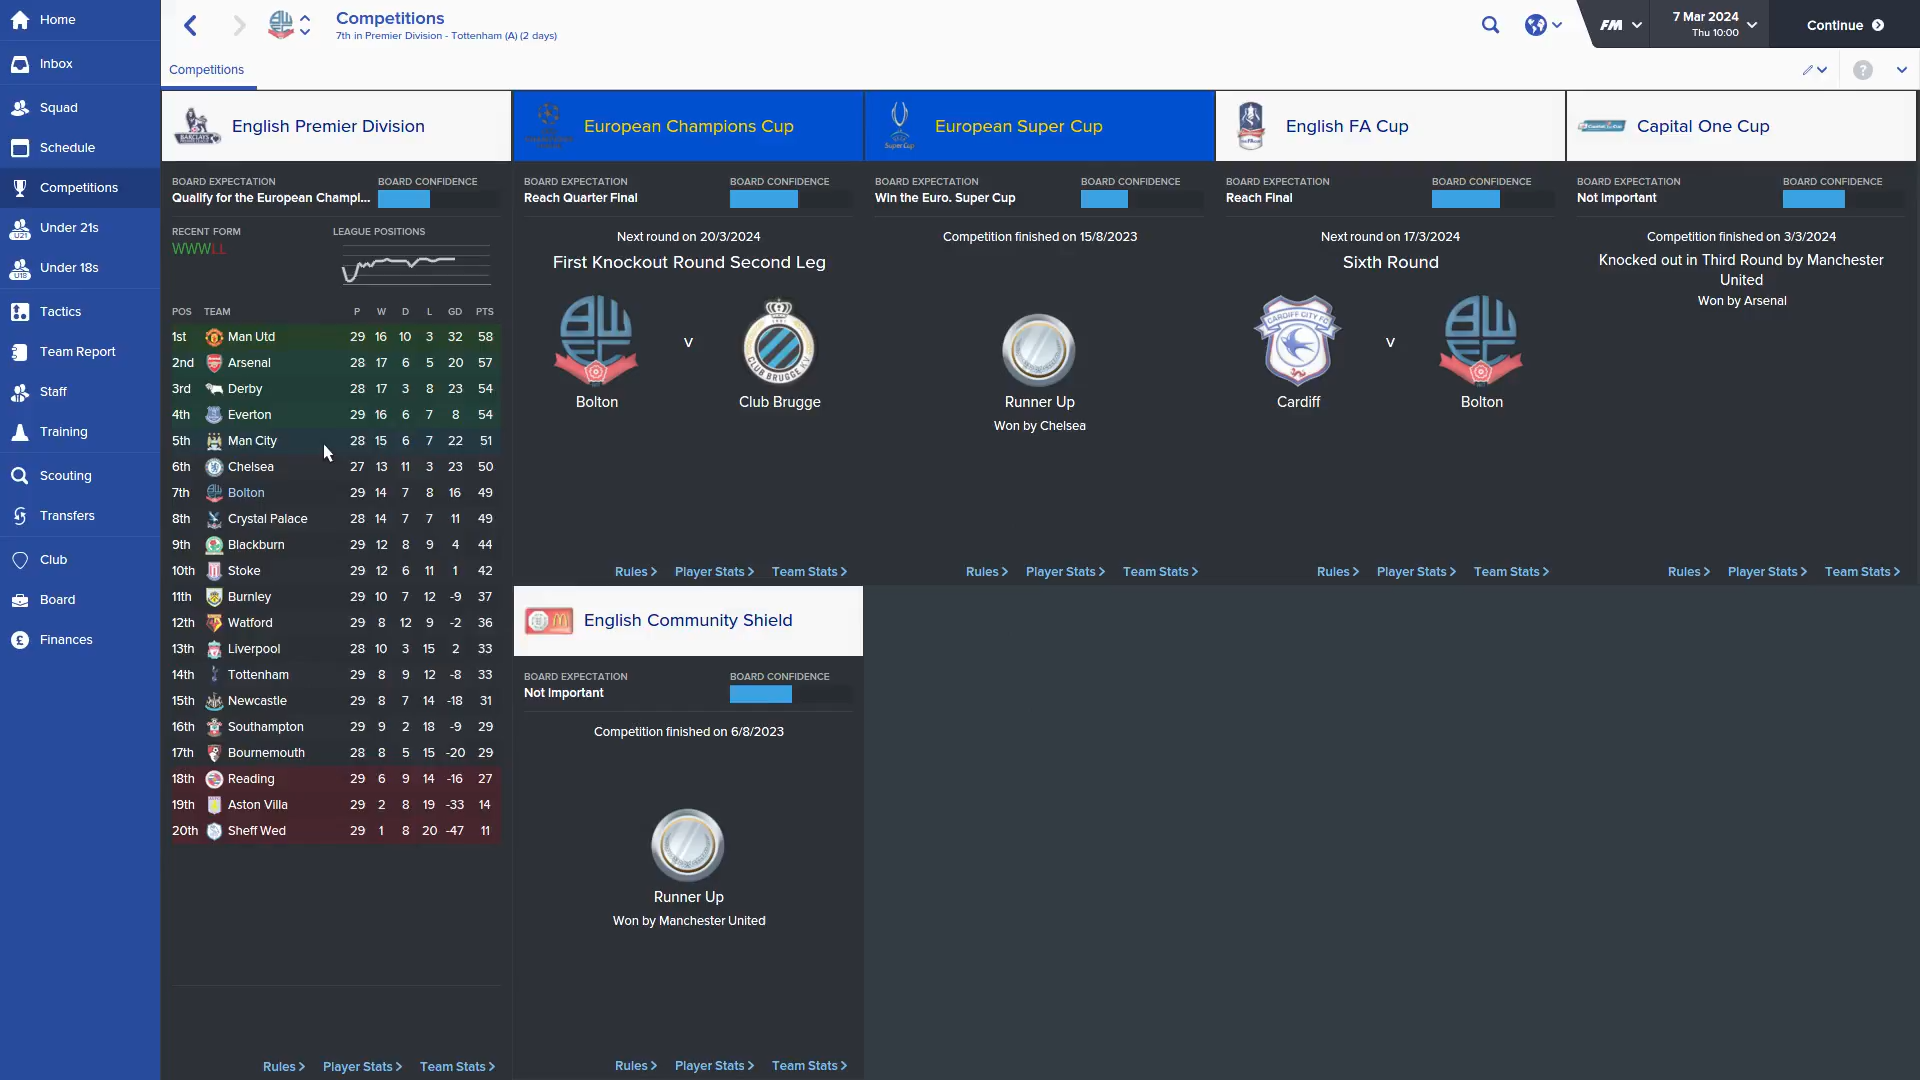 Home
Inbox
Squad
Schedule
Competitions
Under 21s
Under 18s
Tactics
Team Report
Staff
Training
Scouting
Transfers
Club
Board
Finances
Competitions
7th in Premier Division - Tottenham (A) (2 days)
FM
7 Mar 2024
Thu 10:00
Continue
Competitions
?
English Premier Division
BOARD EXPECTATION
Qualify for the European Champi...
BOARD CONFIDENCE
RECENT FORM
WWWLL
LEAGUE POSITIONS
POS TEAM P W D L GD PTS
1st Man Utd 29 16 10 3 32 58
2nd Arsenal 28 17 6 5 20 57
3rd Derby 28 17 3 8 23 54
4th Everton 29 16 6 7 8 54
5th Man City 28 15 6 7 22 51
6th Chelsea 27 13 11 3 23 50
7th Bolton 29 14 7 8 16 49
8th Crystal Palace 28 14 7 7 11 49
9th Blackburn 29 12 8 9 4 44
10th Stoke 29 12 6 11 1 42
11th Burnley 29 10 7 12 -9 37
12th Watford 29 8 12 9 -2 36
13th Liverpool 28 10 3 15 2 33
14th Tottenham 29 8 9 12 -8 33
15th Newcastle 29 8 7 14 -18 31
16th Southampton 29 9 2 18 -9 29
17th Bournemouth 28 8 5 15 -20 29
18th Reading 29 6 9 14 -16 27
19th Aston Villa 29 2 8 19 -33 14
20th Sheff Wed 29 1 8 20 -47 11
Rules > Player Stats > Team Stats >
European Champions Cup
BOARD EXPECTATION
Reach Quarter Final
BOARD CONFIDENCE
Next round on 20/3/2024
First Knockout Round Second Leg
v
CLUB BRUGGE K.V.
Bolton
Club Brugge
Rules > Player Stats > Team Stats >
European Super Cup
BOARD EXPECTATION
Win the Euro. Super Cup
BOARD CONFIDENCE
Competition finished on 15/8/2023
Runner Up
Won by Chelsea
Rules > Player Stats > Team Stats >
English FA Cup
BOARD EXPECTATION
Reach Final
BOARD CONFIDENCE
Next round on 17/3/2024
Sixth Round
CARDIFF CITY FC
v
Cardiff
Bolton
Rules > Player Stats > Team Stats >
Capital One Cup
BOARD EXPECTATION
Not Important
BOARD CONFIDENCE
Competition finished on 3/3/2024
Knocked out in Third Round by Manchester
United
Won by Arsenal
Rules > Player Stats > Team Stats >
English Community Shield
BOARD EXPECTATION
Not Important
BOARD CONFIDENCE
Competition finished on 6/8/2023
Runner Up
Won by Manchester United
Rules > Player Stats > Team Stats >